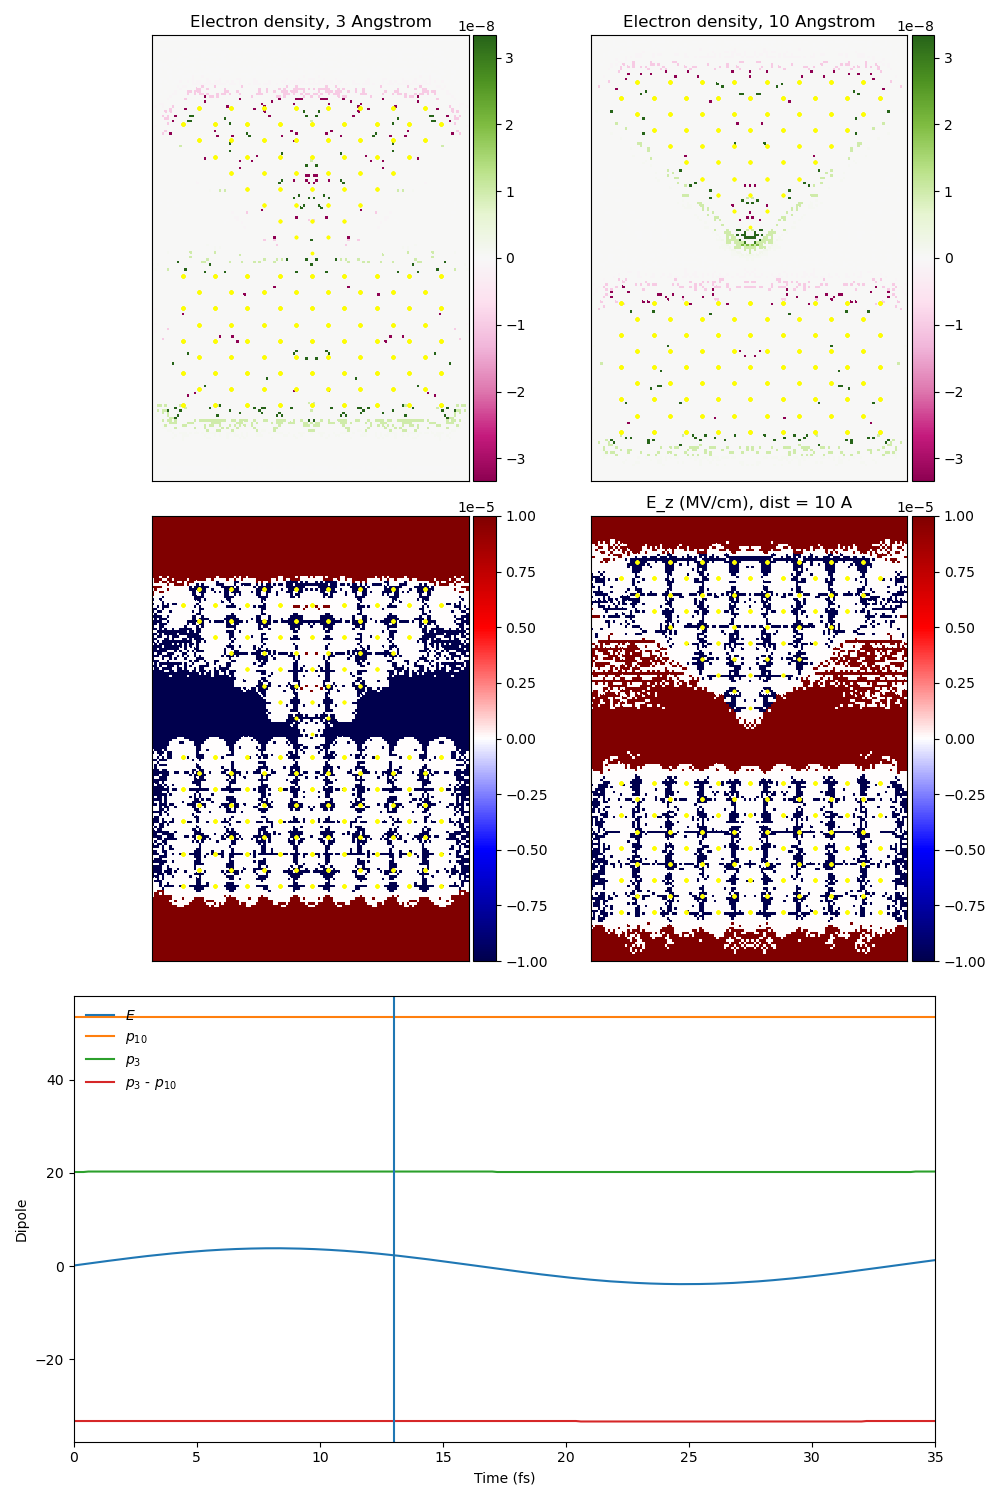 Electron density, 3 Angstrom
1e−8
3
2
1
0
−1
−2
−3
Electron density, 10 Angstrom
1e−8
3
2
1
0
−1
−2
−3
1e−5
1.00
0.75
0.50
0.25
0.00
−0.25
−0.50
−0.75
−1.00
E_z (MV/cm), dist = 10 A
1e−5
1.00
0.75
0.50
0.25
0.00
−0.25
−0.50
−0.75
−1.00
E
p10
p3
p3 - p10
40
20
0
−20
Dipole
0 5 10 15 20 25 30 35
Time (fs)